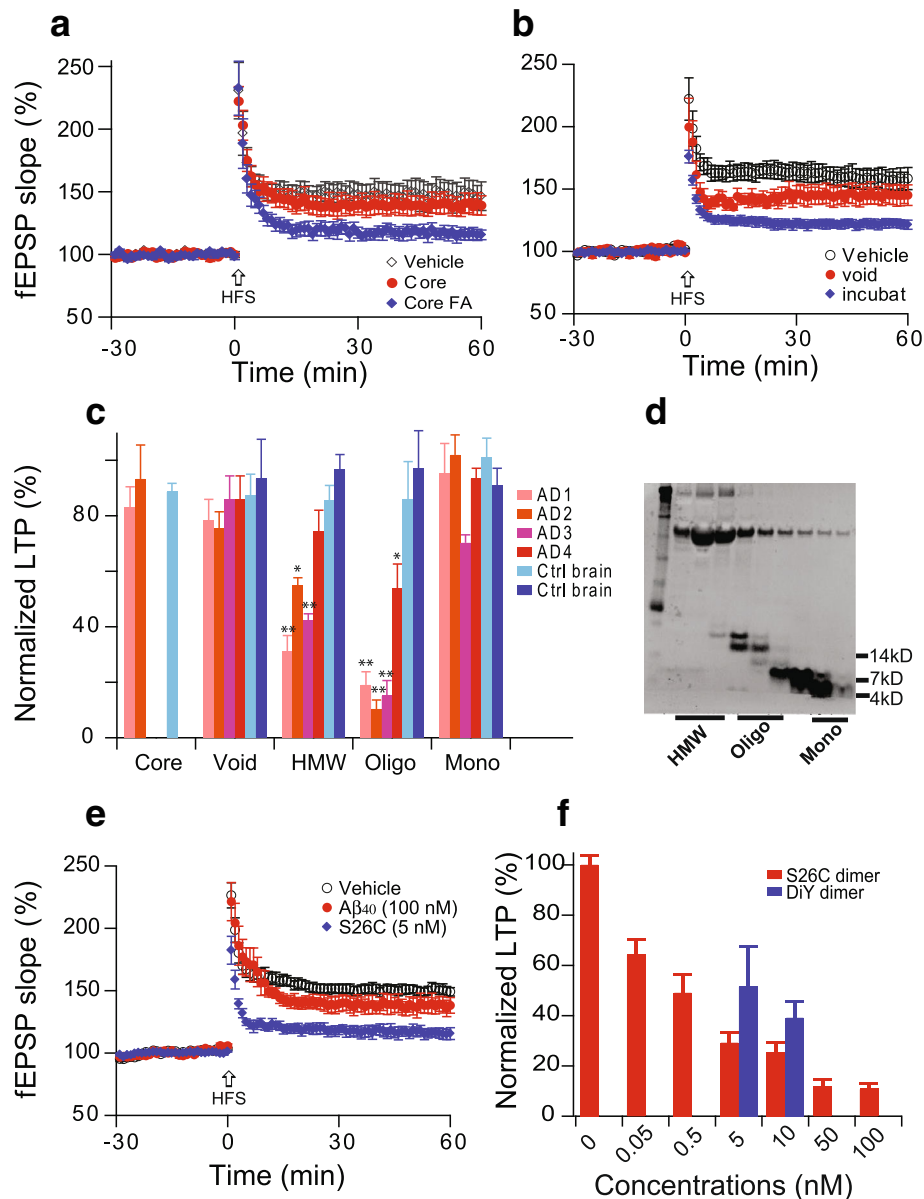 a
fEPSP slope (%)
250
200
150
100
50
-30
0
30
60
HFS
Time (min)
Vehicle
Core
Core FA
b
250
200
150
100
50
-30
0
30
60
HFS
Time (min)
Vehicle
void
incubat
c
Normalized LTP (%)
80
40
0
** * **
** ** ** *
Core Void HMW Oligo Mono
AD1
AD2
AD3
AD4
Ctrl brain
Ctrl brain
d
14kD
7kD
4kD
HMW Oligo Mono
e
fEPSP slope (%)
250
200
150
100
50
-30
0
30
60
HFS
Time (min)
Vehicle
Aβ40 (100 nM)
S26C (5 nM)
f
Normalized LTP (%)
100
80
60
40
20
0
S26C dimer
DiY dimer
0 0.05 0.5 5 10 50 100
Concentrations (nM)